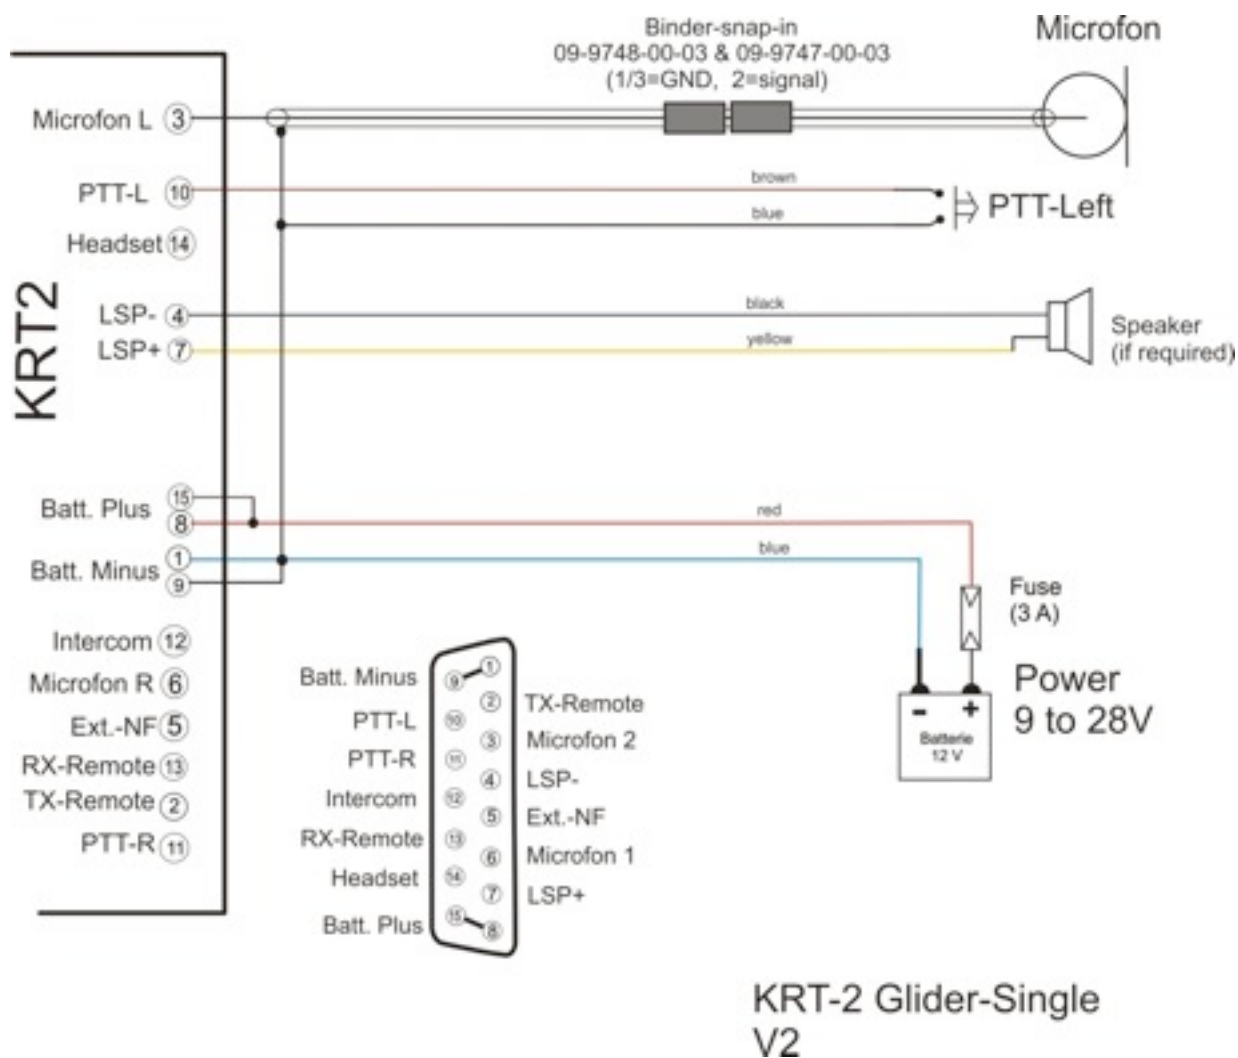 Binder-snap-in
09-9748-00-03 & 09-9747-00-03
(1/3=GND, 2=signal)
Microfon
KRT2
Microfon L 3
PTT-L 10
brown
blue
PTT-Left
Headset 14
LSP- 4
black
LSP+ 7
yellow
Speaker
(if required)
Batt. Plus
15
8
red
Batt. Minus
1
9
blue
Fuse
(3 A)
Power
9 to 28V
- +
Batterie
12 V
Intercom 12
Microfon R 6
Ext.-NF 5
RX-Remote 13
TX-Remote 2
PTT-R 11
Batt. Minus 9 1
2 TX-Remote
PTT-L 10
3 Microfon 2
PTT-R 11
4 LSP-
Intercom 12
5 Ext.-NF
RX-Remote 13
6 Microfon 1
Headset 14
7 LSP+
Batt. Plus 15 8
KRT-2 Glider-Single
V2